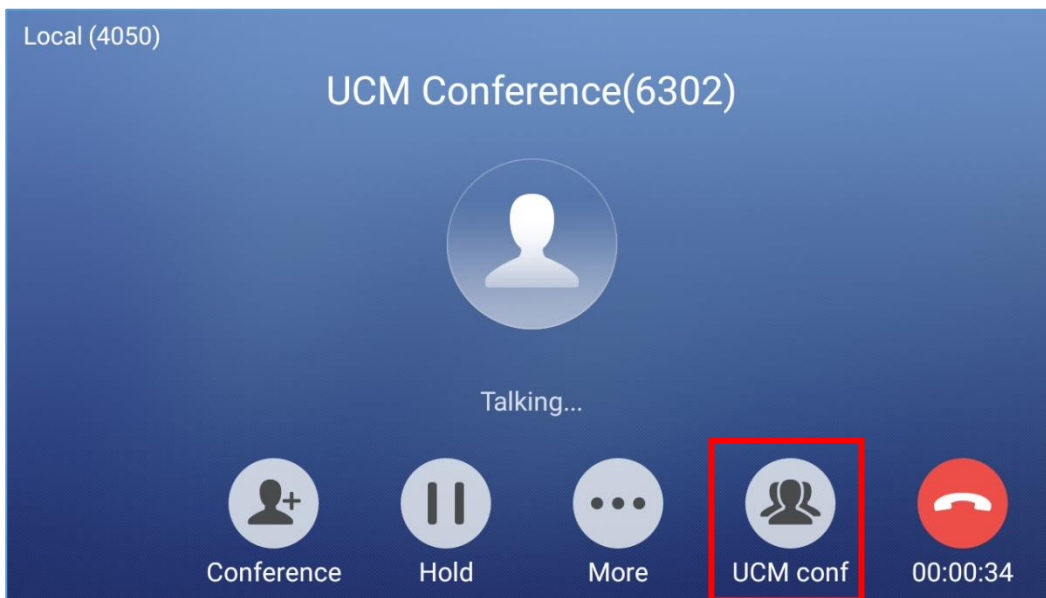 Local (4050)
UCM Conference(6302)
Talking...
Conference Hold More UCM conf 00:00:34